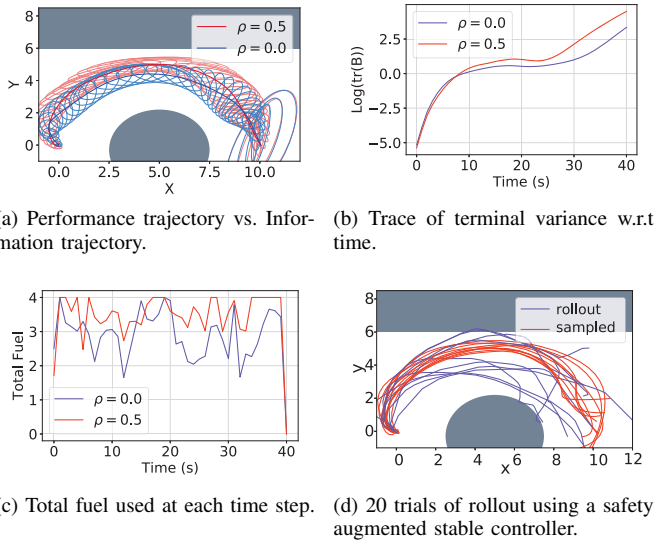 ρ = 0.5
ρ = 0.0
Y
6
4
2
0
0.0 2.5 5.0 7.5 10.0
X
ρ = 0.0
ρ = 0.5
Log(tr(B))
2.5
0.0
−2.5
−5.0
0 10 20 30 40
Time (s)
(a) Performance trajectory vs. Infor-
mation trajectory.
(b) Trace of terminal variance w.r.t
time.
Total Fuel
4
3
2
1
0
ρ = 0.0
ρ = 0.5
0 10 20 30 40
Time (s)
rollout
sampled
y
8
6
4
2
0
0 2 4 6 8 10 12
x
(c) Total fuel used at each time step.
(d) 20 trials of rollout using a safety
augmented stable controller.